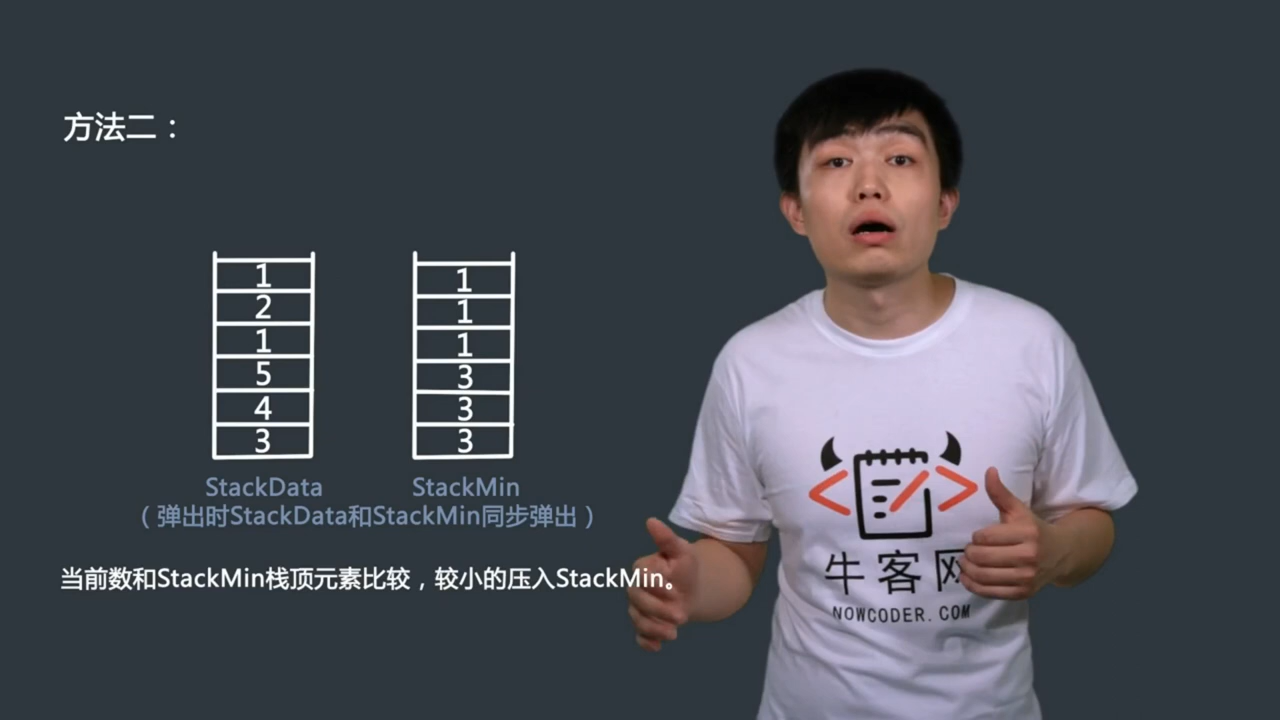 方法二：
1 1
2 1
1 1
5 3
4 3
3 3
StackData StackMin
（弹出时StackData和StackMin同步弹出）
当前数和StackMin栈顶元素比较，较小的压入StackMin。
牛客网
NOWCODER.COM